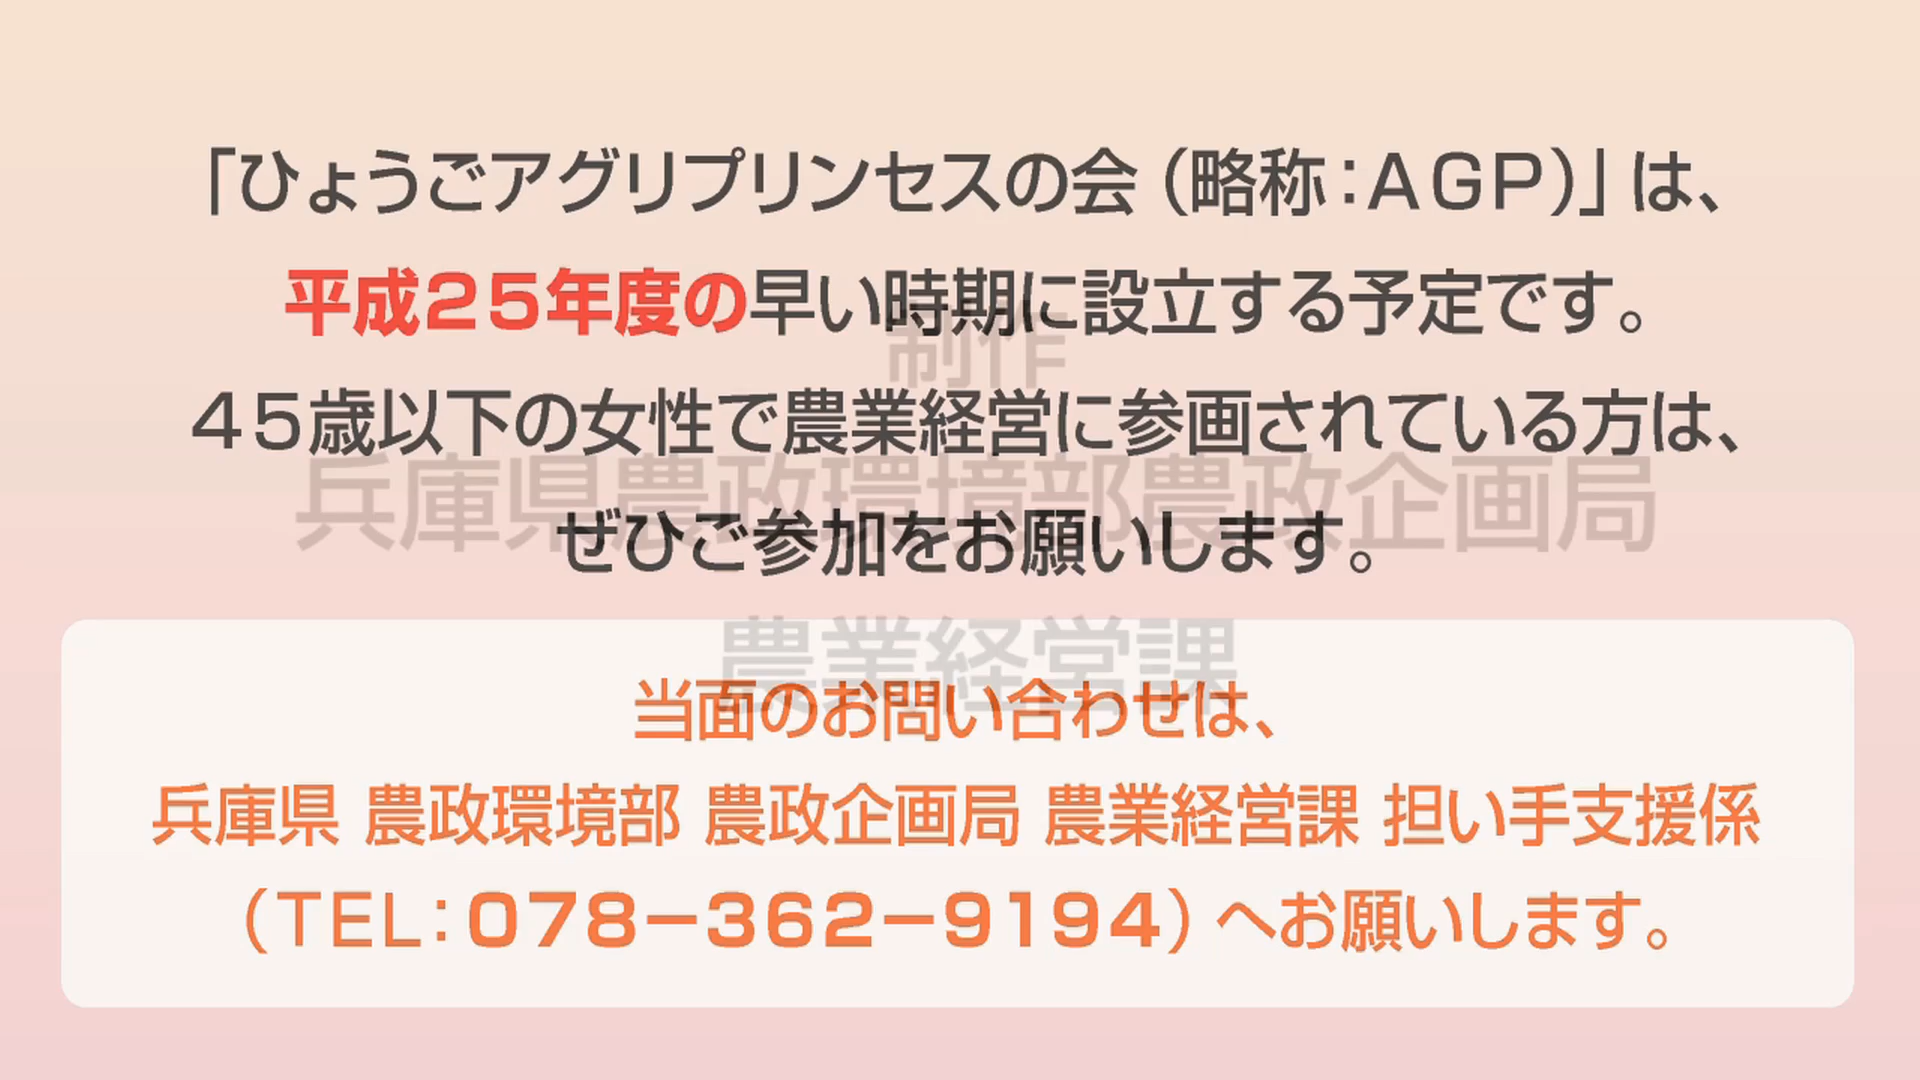 「ひょうごアグリプリンセスの会（略称：ＡＧＰ）」は、
平成２５年度の早い時期に設立する予定です。
制作
４５歳以下の女性で農業経営に参画されている方は、
兵庫県農政環境部農政企画局
ぜひご参加をお願いします。
農業経営課
当面のお問い合わせは、
兵庫県 農政環境部 農政企画局 農業経営課 担い手支援係
（ＴＥＬ：０７８－３６２－９１９４）へお願いします。